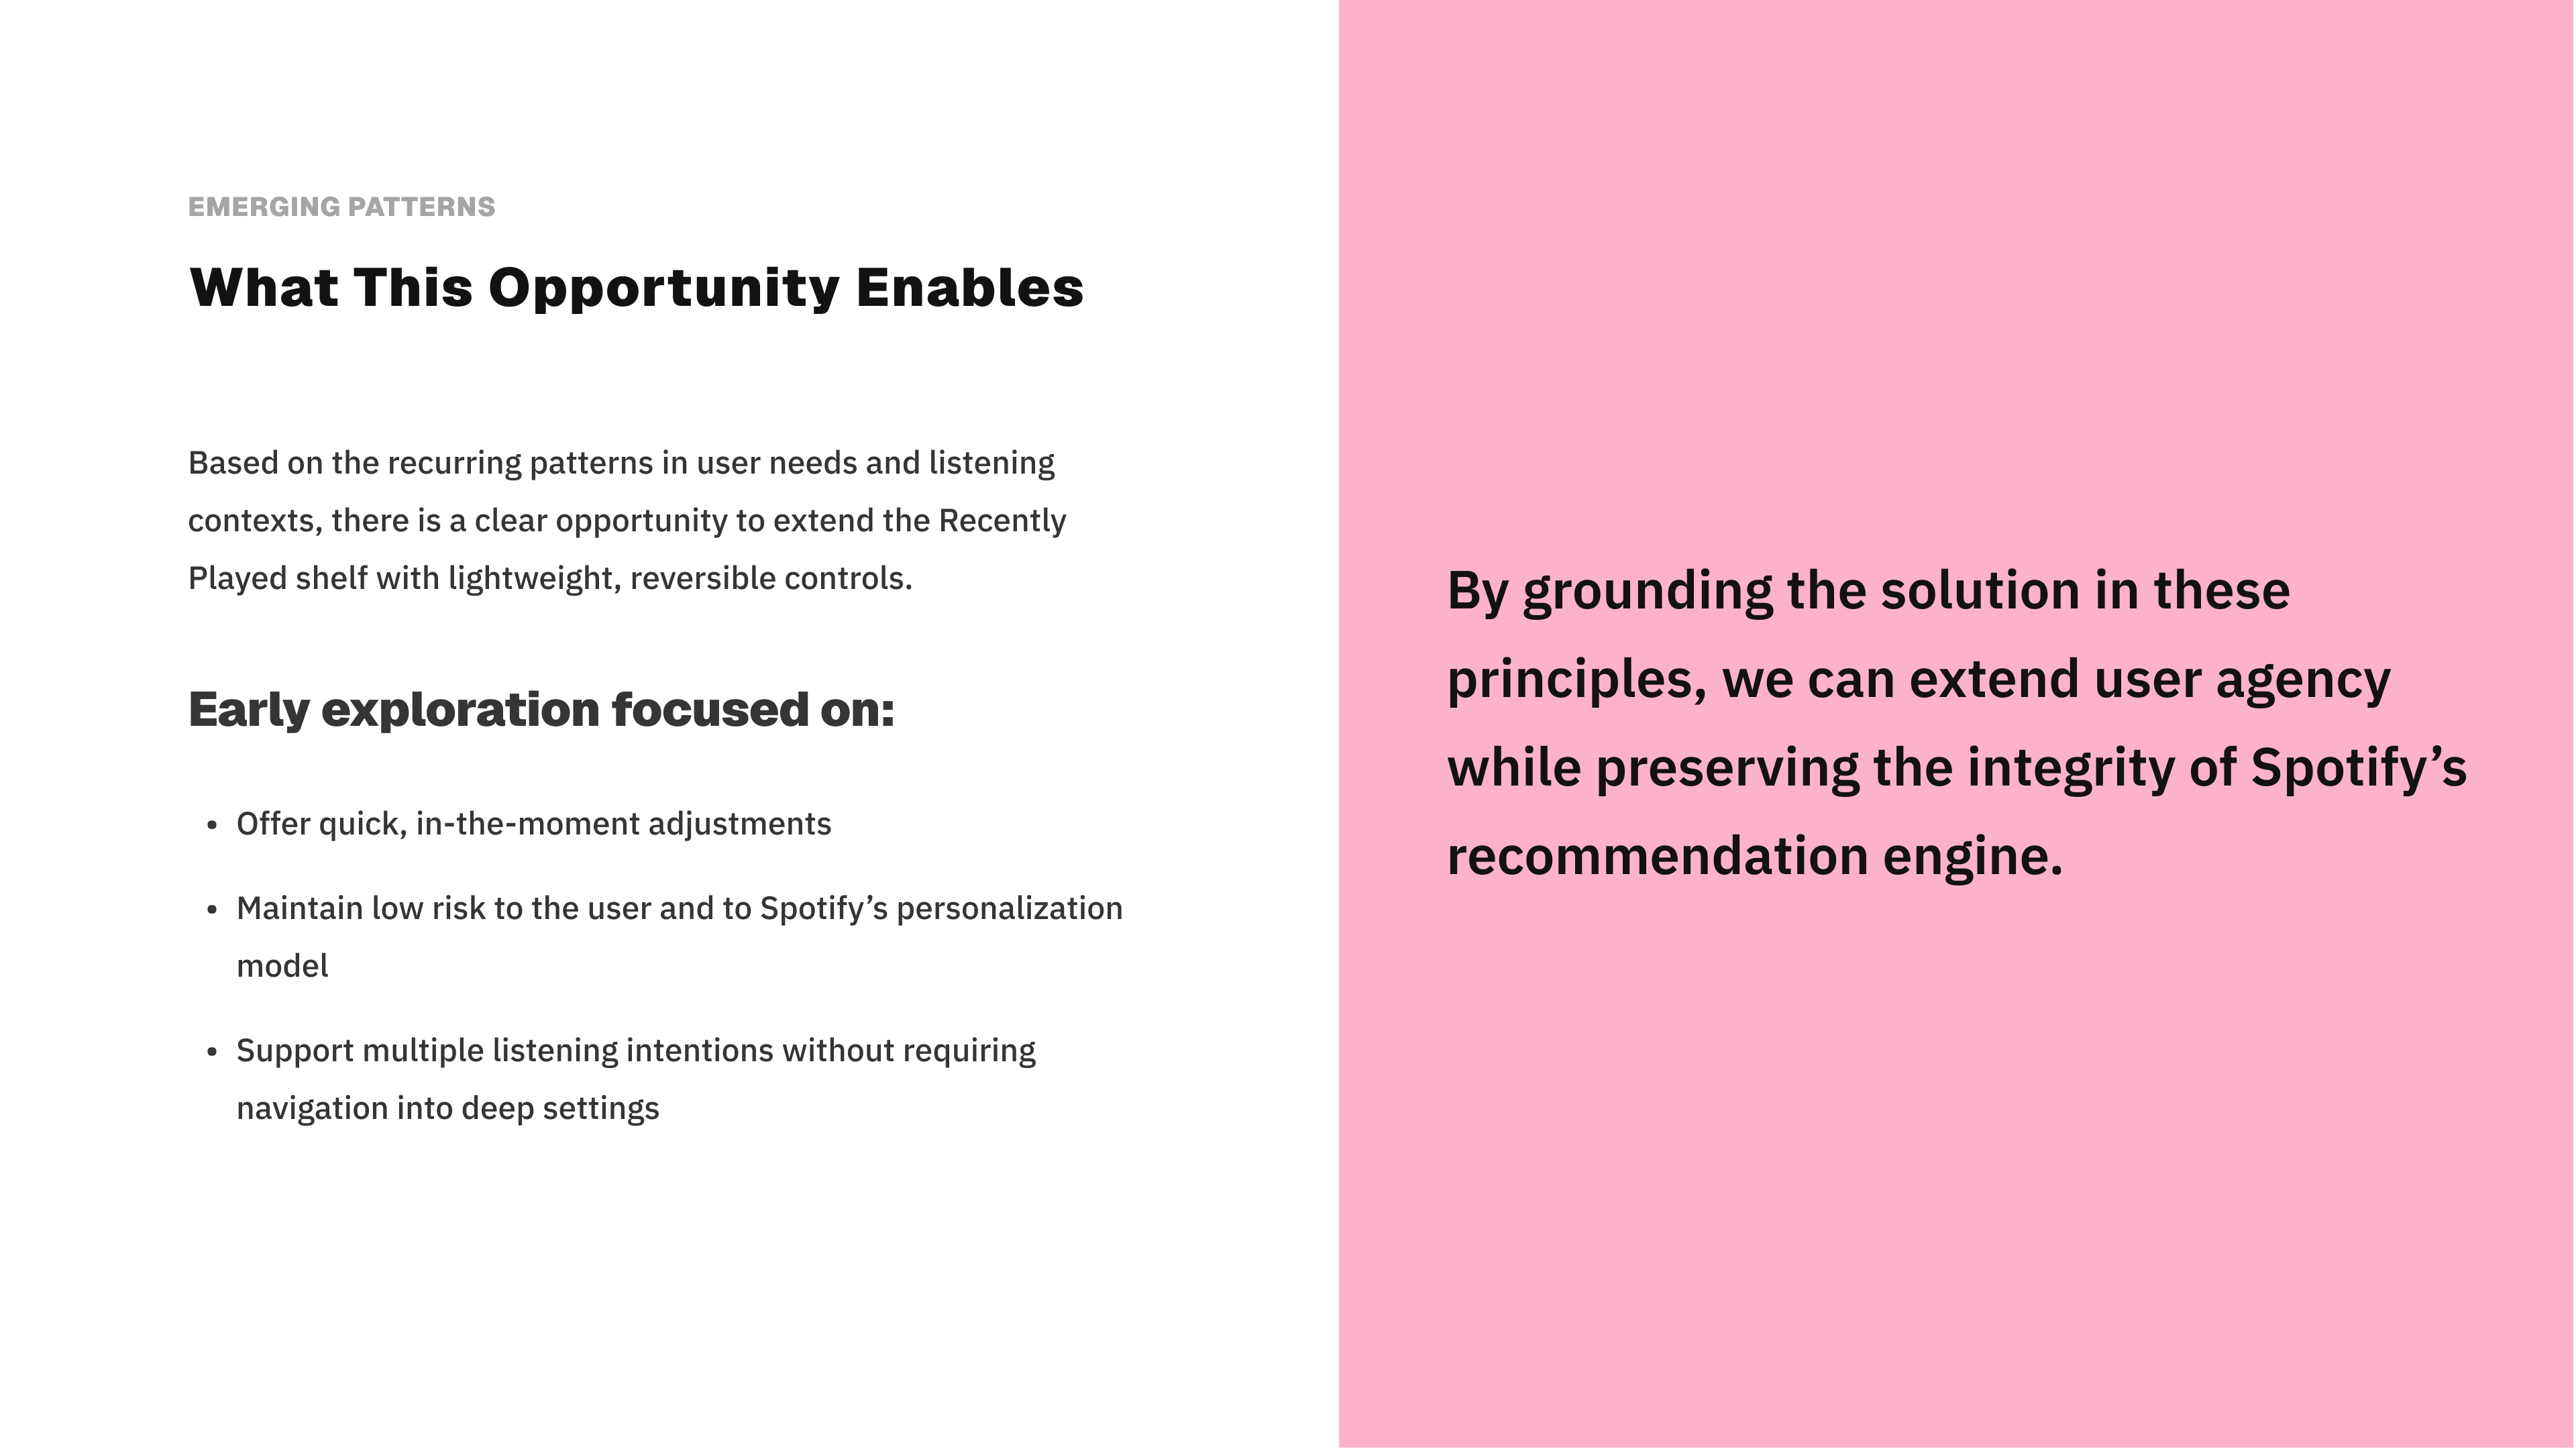 EMERGING PATTERNS
What This Opportunity Enables
Based on the recurring patterns in user needs and listening
contexts, there is a clear opportunity to extend the Recently
Played shelf with lightweight, reversible controls.
Early exploration focused on:
• Offer quick, in-the-moment adjustments
• Maintain low risk to the user and to Spotify’s personalization
model
• Support multiple listening intentions without requiring
navigation into deep settings
By grounding the solution in these
principles, we can extend user agency
while preserving the integrity of Spotify’s
recommendation engine.